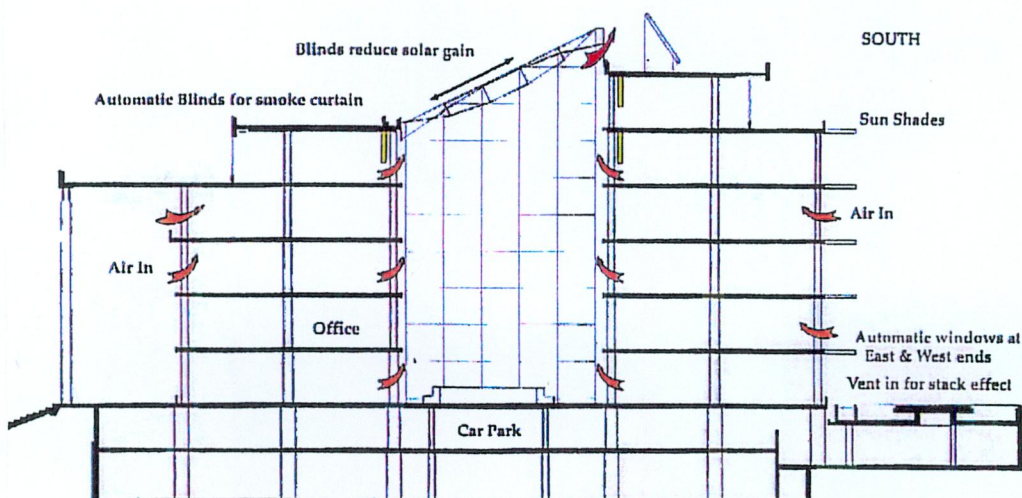 Blinds reduce solar gain
SOUTH
Automatic Blinds for smoke curtain
Sun Shades
Air In
Air In
Office
Automatic windows at
East & West ends
Vent in for stack effect
Car Park